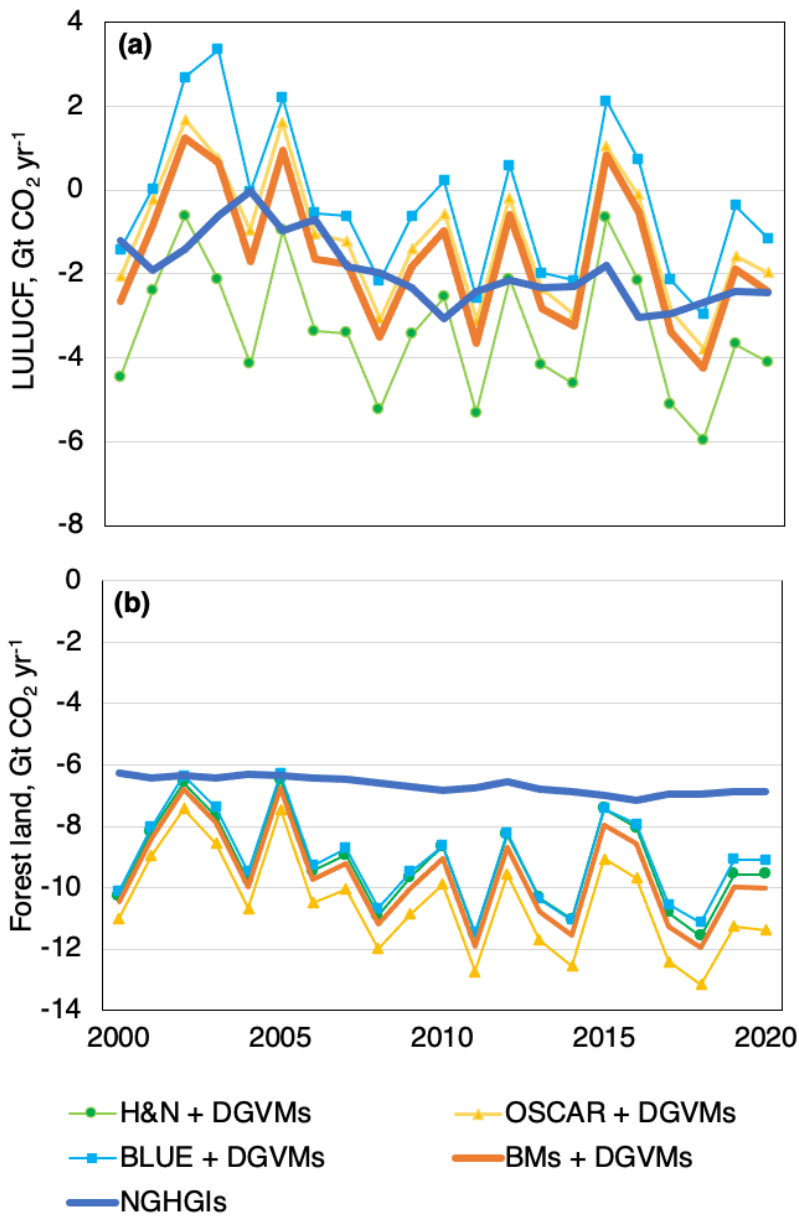 (a)
LULUCF, Gt CO₂ yr⁻¹
4
2
0
-2
-4
-6
-8
(b)
Forest land, Gt CO₂ yr⁻¹
0
-2
-4
-6
-8
-10
-12
-14
2000 2005 2010 2015 2020
H&N + DGVMs OSCAR + DGVMs
BLUE + DGVMs BMs + DGVMs
NGHGIs